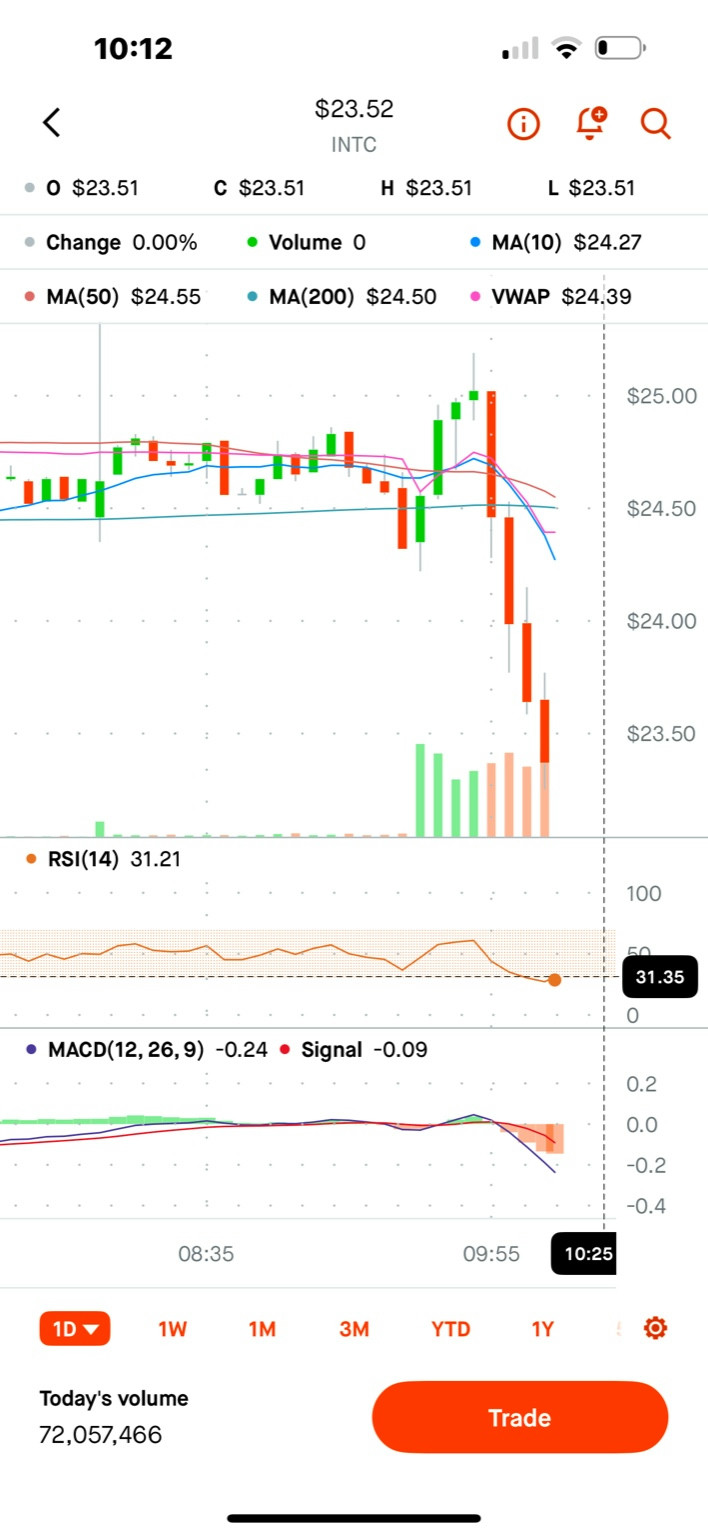 10:12
$23.52
INTC
O $23.51 C $23.51 H $23.51 L $23.51
Change 0.00% Volume 0 MA(10) $24.27
MA(50) $24.55 MA(200) $24.50 VWAP $24.39
$25.00
$24.50
$24.00
$23.50
RSI(14) 31.21
100
50
31.35
0
MACD(12, 26, 9) -0.24 Signal -0.09
0.2
0.0
-0.2
-0.4
08:35 09:55 10:25
1D 1W 1M 3M YTD 1Y
Today's volume
72,057,466
Trade